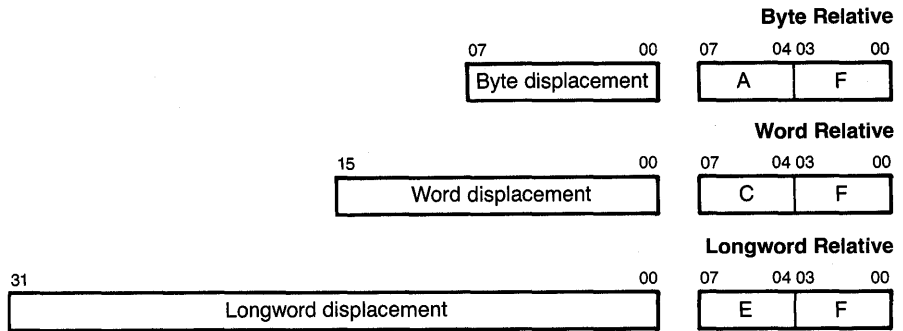 Byte Relative
07 00 07 04 03 00
Byte displacement A F
Word Relative
15 00 07 04 03 00
Word displacement C F
Longword Relative
31 00 07 04 03 00
Longword displacement E F